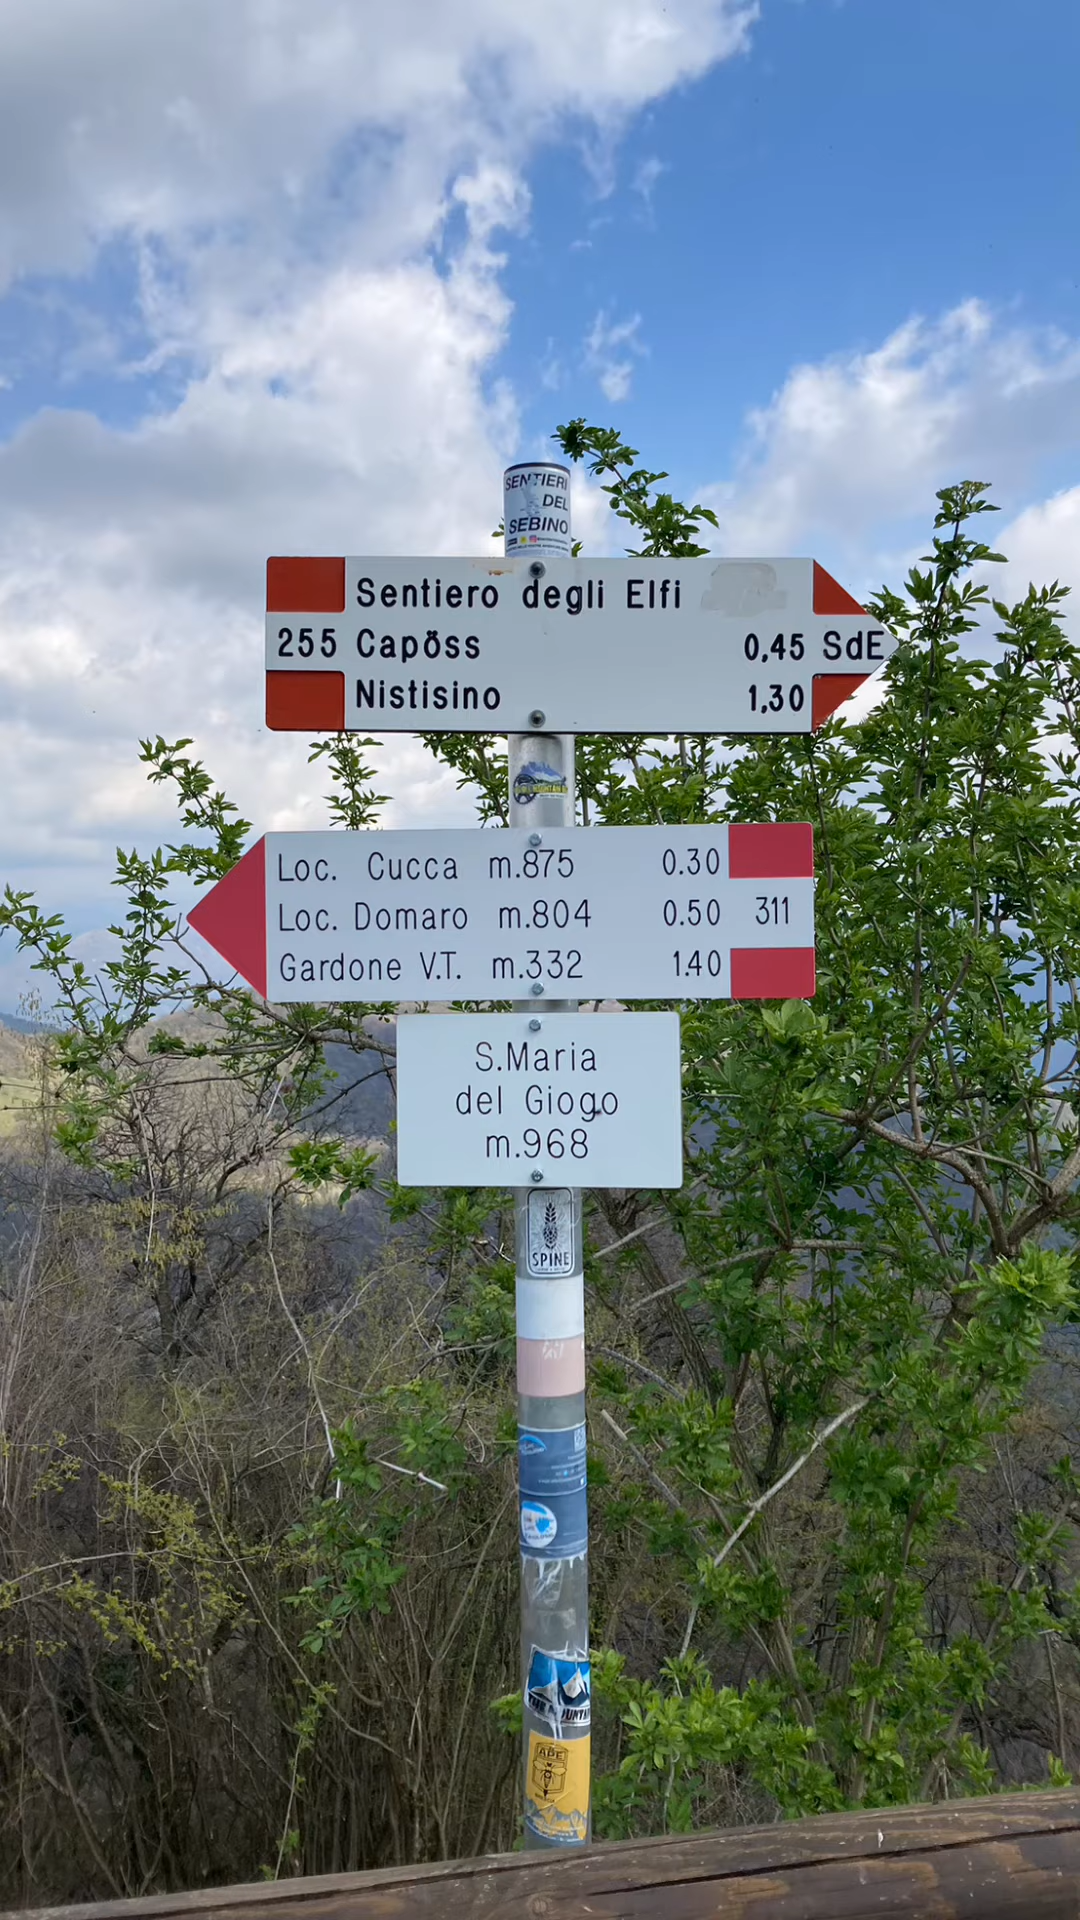 SENTIERI
DEL
SEBINO
Sentiero degli Elfi
255 Capöss 0,45 SdE
Nistisino 1,30
Loc. Cucca m.875 0.30
Loc. Domaro m.804 0.50 311
Gardone V.T. m.332 1.40
S.Maria
del Giogo
m.968
SPINE
APE